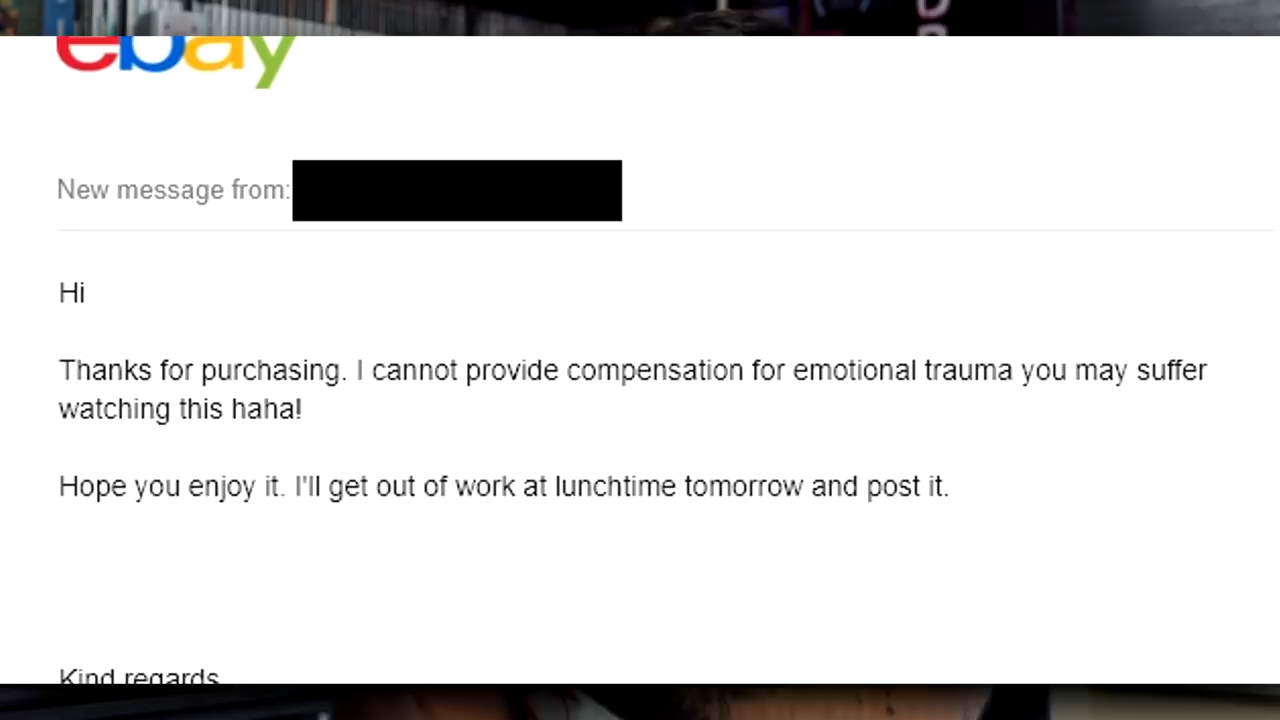 ebay
New message from:
Hi
Thanks for purchasing. I cannot provide compensation for emotional trauma you may suffer
watching this haha!
Hope you enjoy it. I'll get out of work at lunchtime tomorrow and post it.
Kind regards